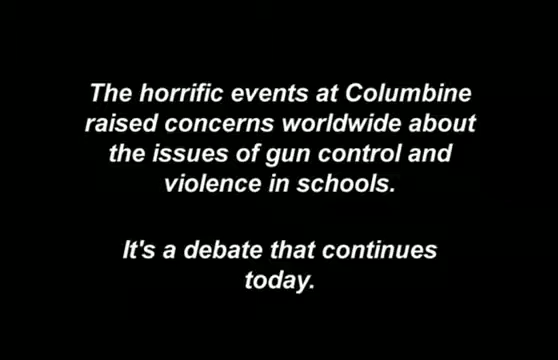 The horrific events at Columbine
raised concerns worldwide about
the issues of gun control and
violence in schools.
It's a debate that continues
today.